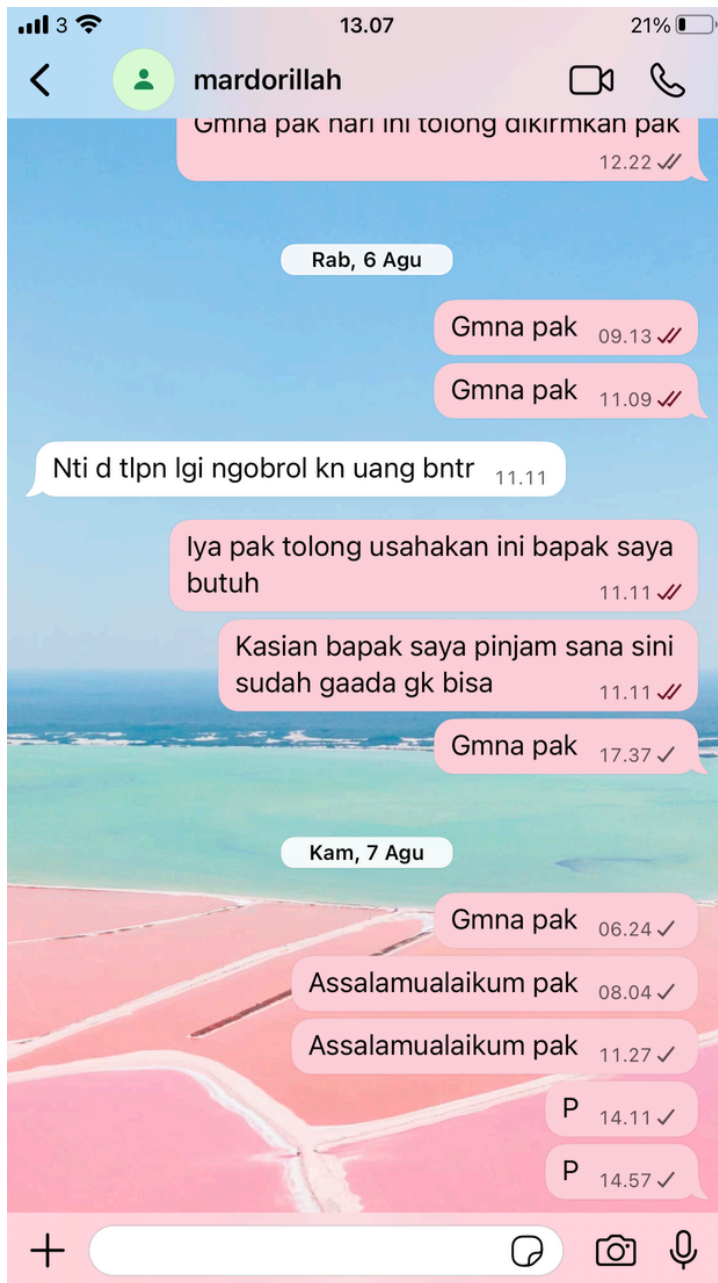 3
13.07
21%
mardorillah
Gmna pak hari ini tolong dikirmkan pak
12.22
Rab, 6 Agu
Gmna pak 09.13
Gmna pak 11.09
Nti d tlpn lgi ngobrol kn uang bntr 11.11
Iya pak tolong usahakan ini bapak saya
butuh 11.11
Kasian bapak saya pinjam sana sini
sudah gaada gk bisa 11.11
Gmna pak 17.37
Kam, 7 Agu
Gmna pak 06.24
Assalamualaikum pak 08.04
Assalamualaikum pak 11.27
P 14.11
P 14.57